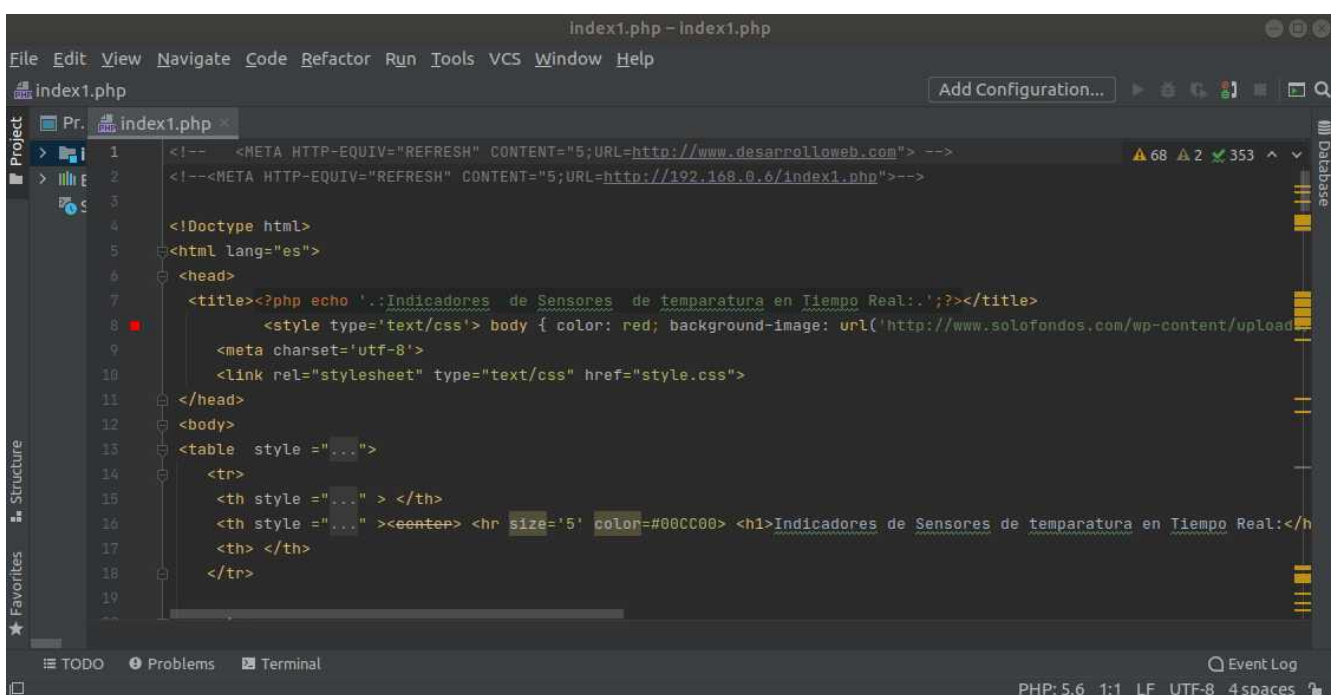 index1.php – index1.php
File Edit View Navigate Code Refactor Run Tools VCS Window Help
index1.php
Add Configuration...
Project
Pr.
index1.php
68 2 353
Database
1 <!-- <META HTTP-EQUIV="REFRESH" CONTENT="5;URL=http://www.desarrolloweb.com"> -->
2 <!--<META HTTP-EQUIV="REFRESH" CONTENT="5;URL=http://192.168.0.6/index1.php">-->
3
4 <!Doctype html>
5 <html lang="es">
6 <head>
7 <title><?php echo '.:Indicadores de Sensores de temparatura en Tiempo Real:.';?></title>
8 <style type='text/css'> body { color: red; background-image: url('http://www.solofondos.com/wp-content/upload
9 <meta charset='utf-8'>
10 <link rel="stylesheet" type="text/css" href="style.css">
11 </head>
12 <body>
13 <table style ="...">
14 <tr>
15 <th style ="..." > </th>
16 <th style ="..." ><center> <hr size='5' color=#00CC00> <h1>Indicadores de Sensores de temparatura en Tiempo Real:</h
17 <th> </th>
18 </tr>
19
Structure
Favorites
TODO Problems Terminal
Event Log
PHP: 5.6 1:1 LF UTF-8 4 spaces